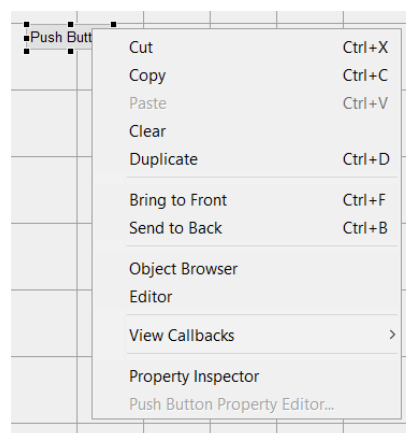 Push Butt
Cut Ctrl+X
Copy Ctrl+C
Paste Ctrl+V
Clear
Duplicate Ctrl+D
Bring to Front Ctrl+F
Send to Back Ctrl+B
Object Browser
Editor
View Callbacks >
Property Inspector
Push Button Property Editor...